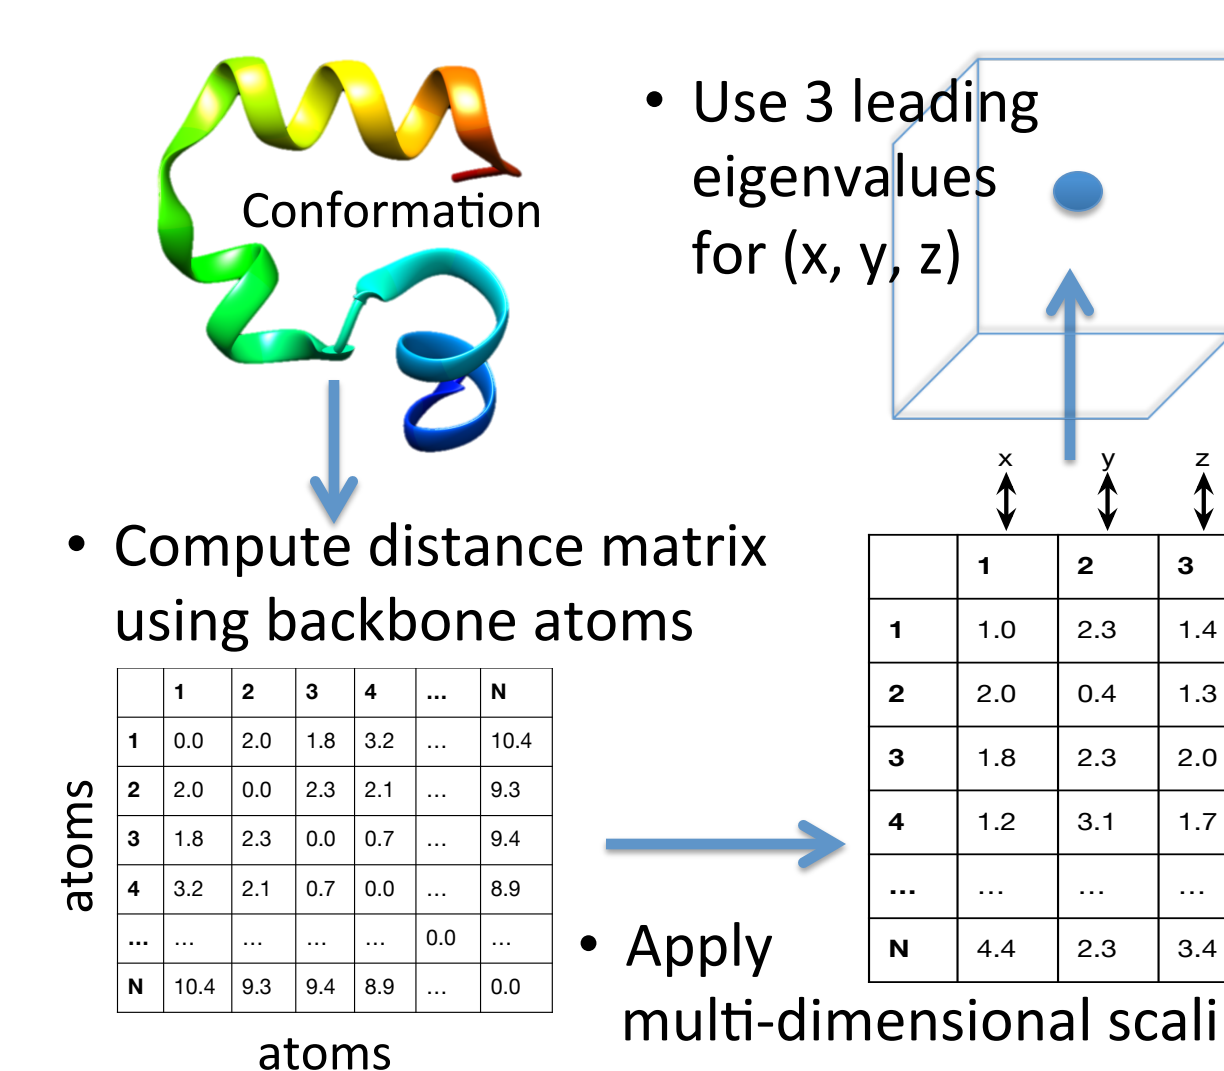 Conformation
• Use 3 leading
eigenvalues
for (x, y, z)
• Compute distance matrix
using backbone atoms
1 2 3 4 ... N
1 0.0 2.0 1.8 3.2 ... 10.4
2 2.0 0.0 2.3 2.1 ... 9.3
3 1.8 2.3 0.0 0.7 ... 9.4
4 3.2 2.1 0.7 0.0 ... 8.9
... ... ... ... ... 0.0 ...
N 10.4 9.3 9.4 8.9 ... 0.0
atoms
atoms
• Apply
multi-dimensional scali
x y z
1 2 3
1 1.0 2.3 1.4
2 2.0 0.4 1.3
3 1.8 2.3 2.0
4 1.2 3.1 1.7
... ... ... ...
N 4.4 2.3 3.4